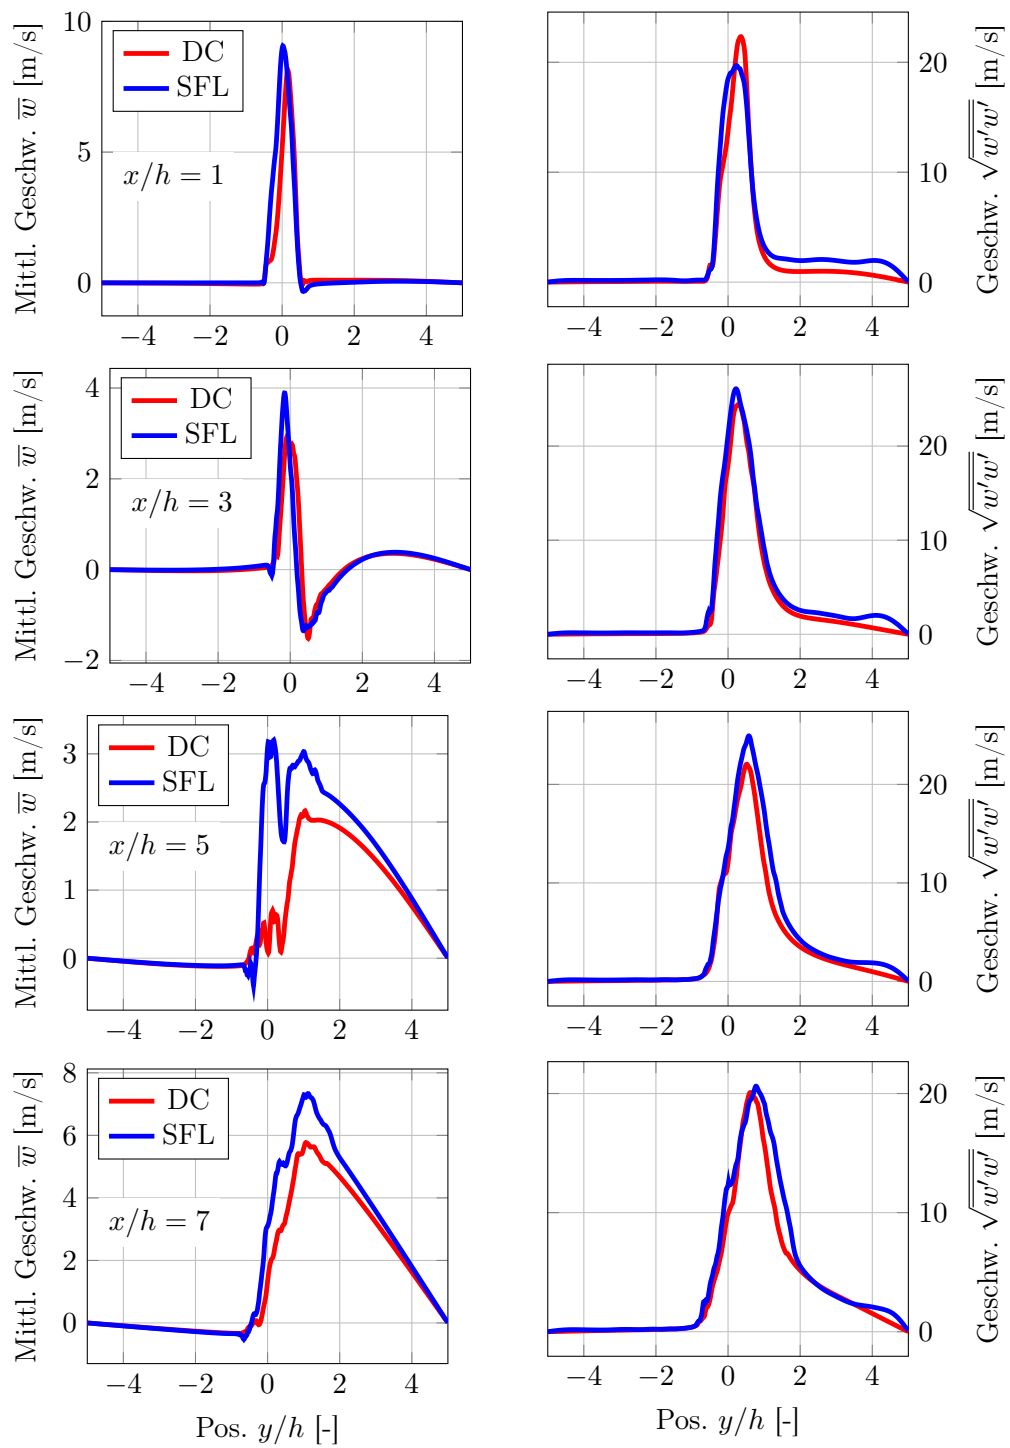 Mittl. Geschw. w̅ [m/s]
10
5
0
DC
SFL
x/h = 1
−4 −2 0 2 4
20
10
0
Geschw. √w′w′ [m/s]
−4 −2 0 2 4
Mittl. Geschw. w̅ [m/s]
4
2
0
−2
DC
SFL
x/h = 3
−4 −2 0 2 4
20
10
0
Geschw. √w′w′ [m/s]
−4 −2 0 2 4
Mittl. Geschw. w̅ [m/s]
3
2
1
0
DC
SFL
x/h = 5
−4 −2 0 2 4
20
10
0
Geschw. √w′w′ [m/s]
−4 −2 0 2 4
Mittl. Geschw. w̅ [m/s]
8
6
4
2
0
DC
SFL
x/h = 7
−4 −2 0 2 4
Pos. y/h [-]
20
10
0
Geschw. √w′w′ [m/s]
−4 −2 0 2 4
Pos. y/h [-]